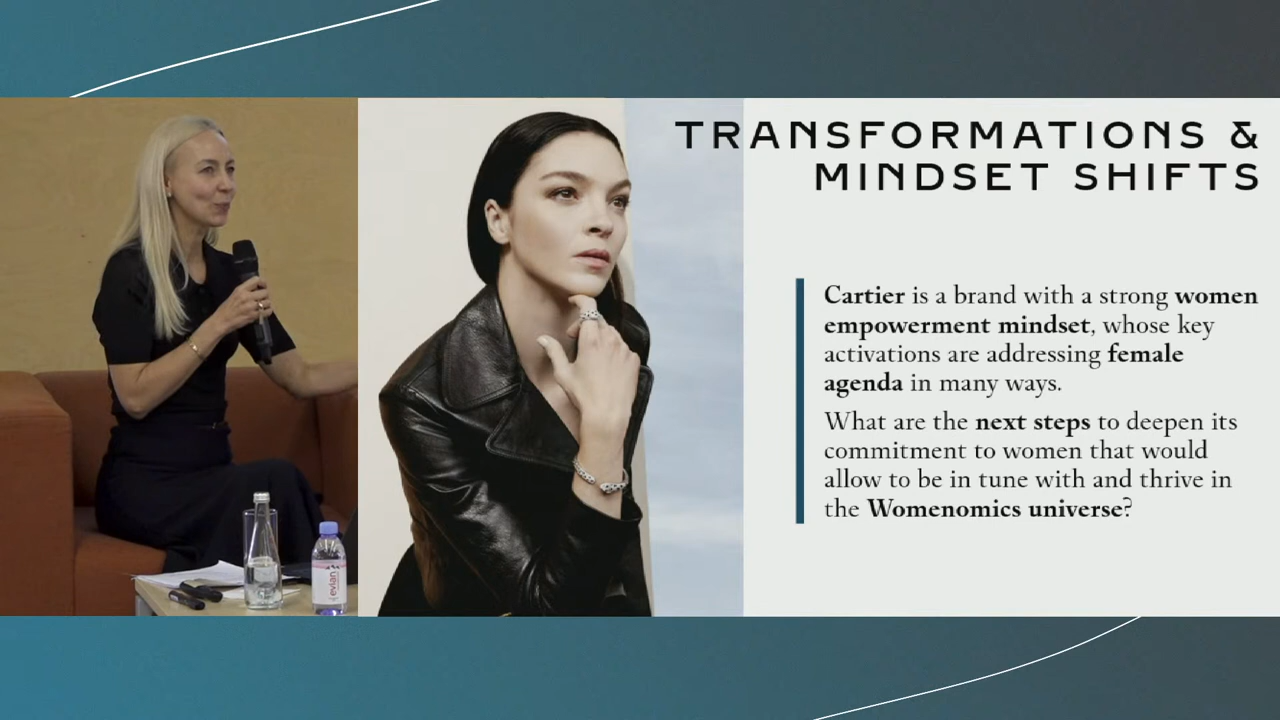 TRANSFORMATIONS &
MINDSET SHIFTS
Cartier is a brand with a strong women
empowerment mindset, whose key
activations are addressing female
agenda in many ways.
What are the next steps to deepen its
commitment to women that would
allow to be in tune with and thrive in
the Womenomics universe?
evian